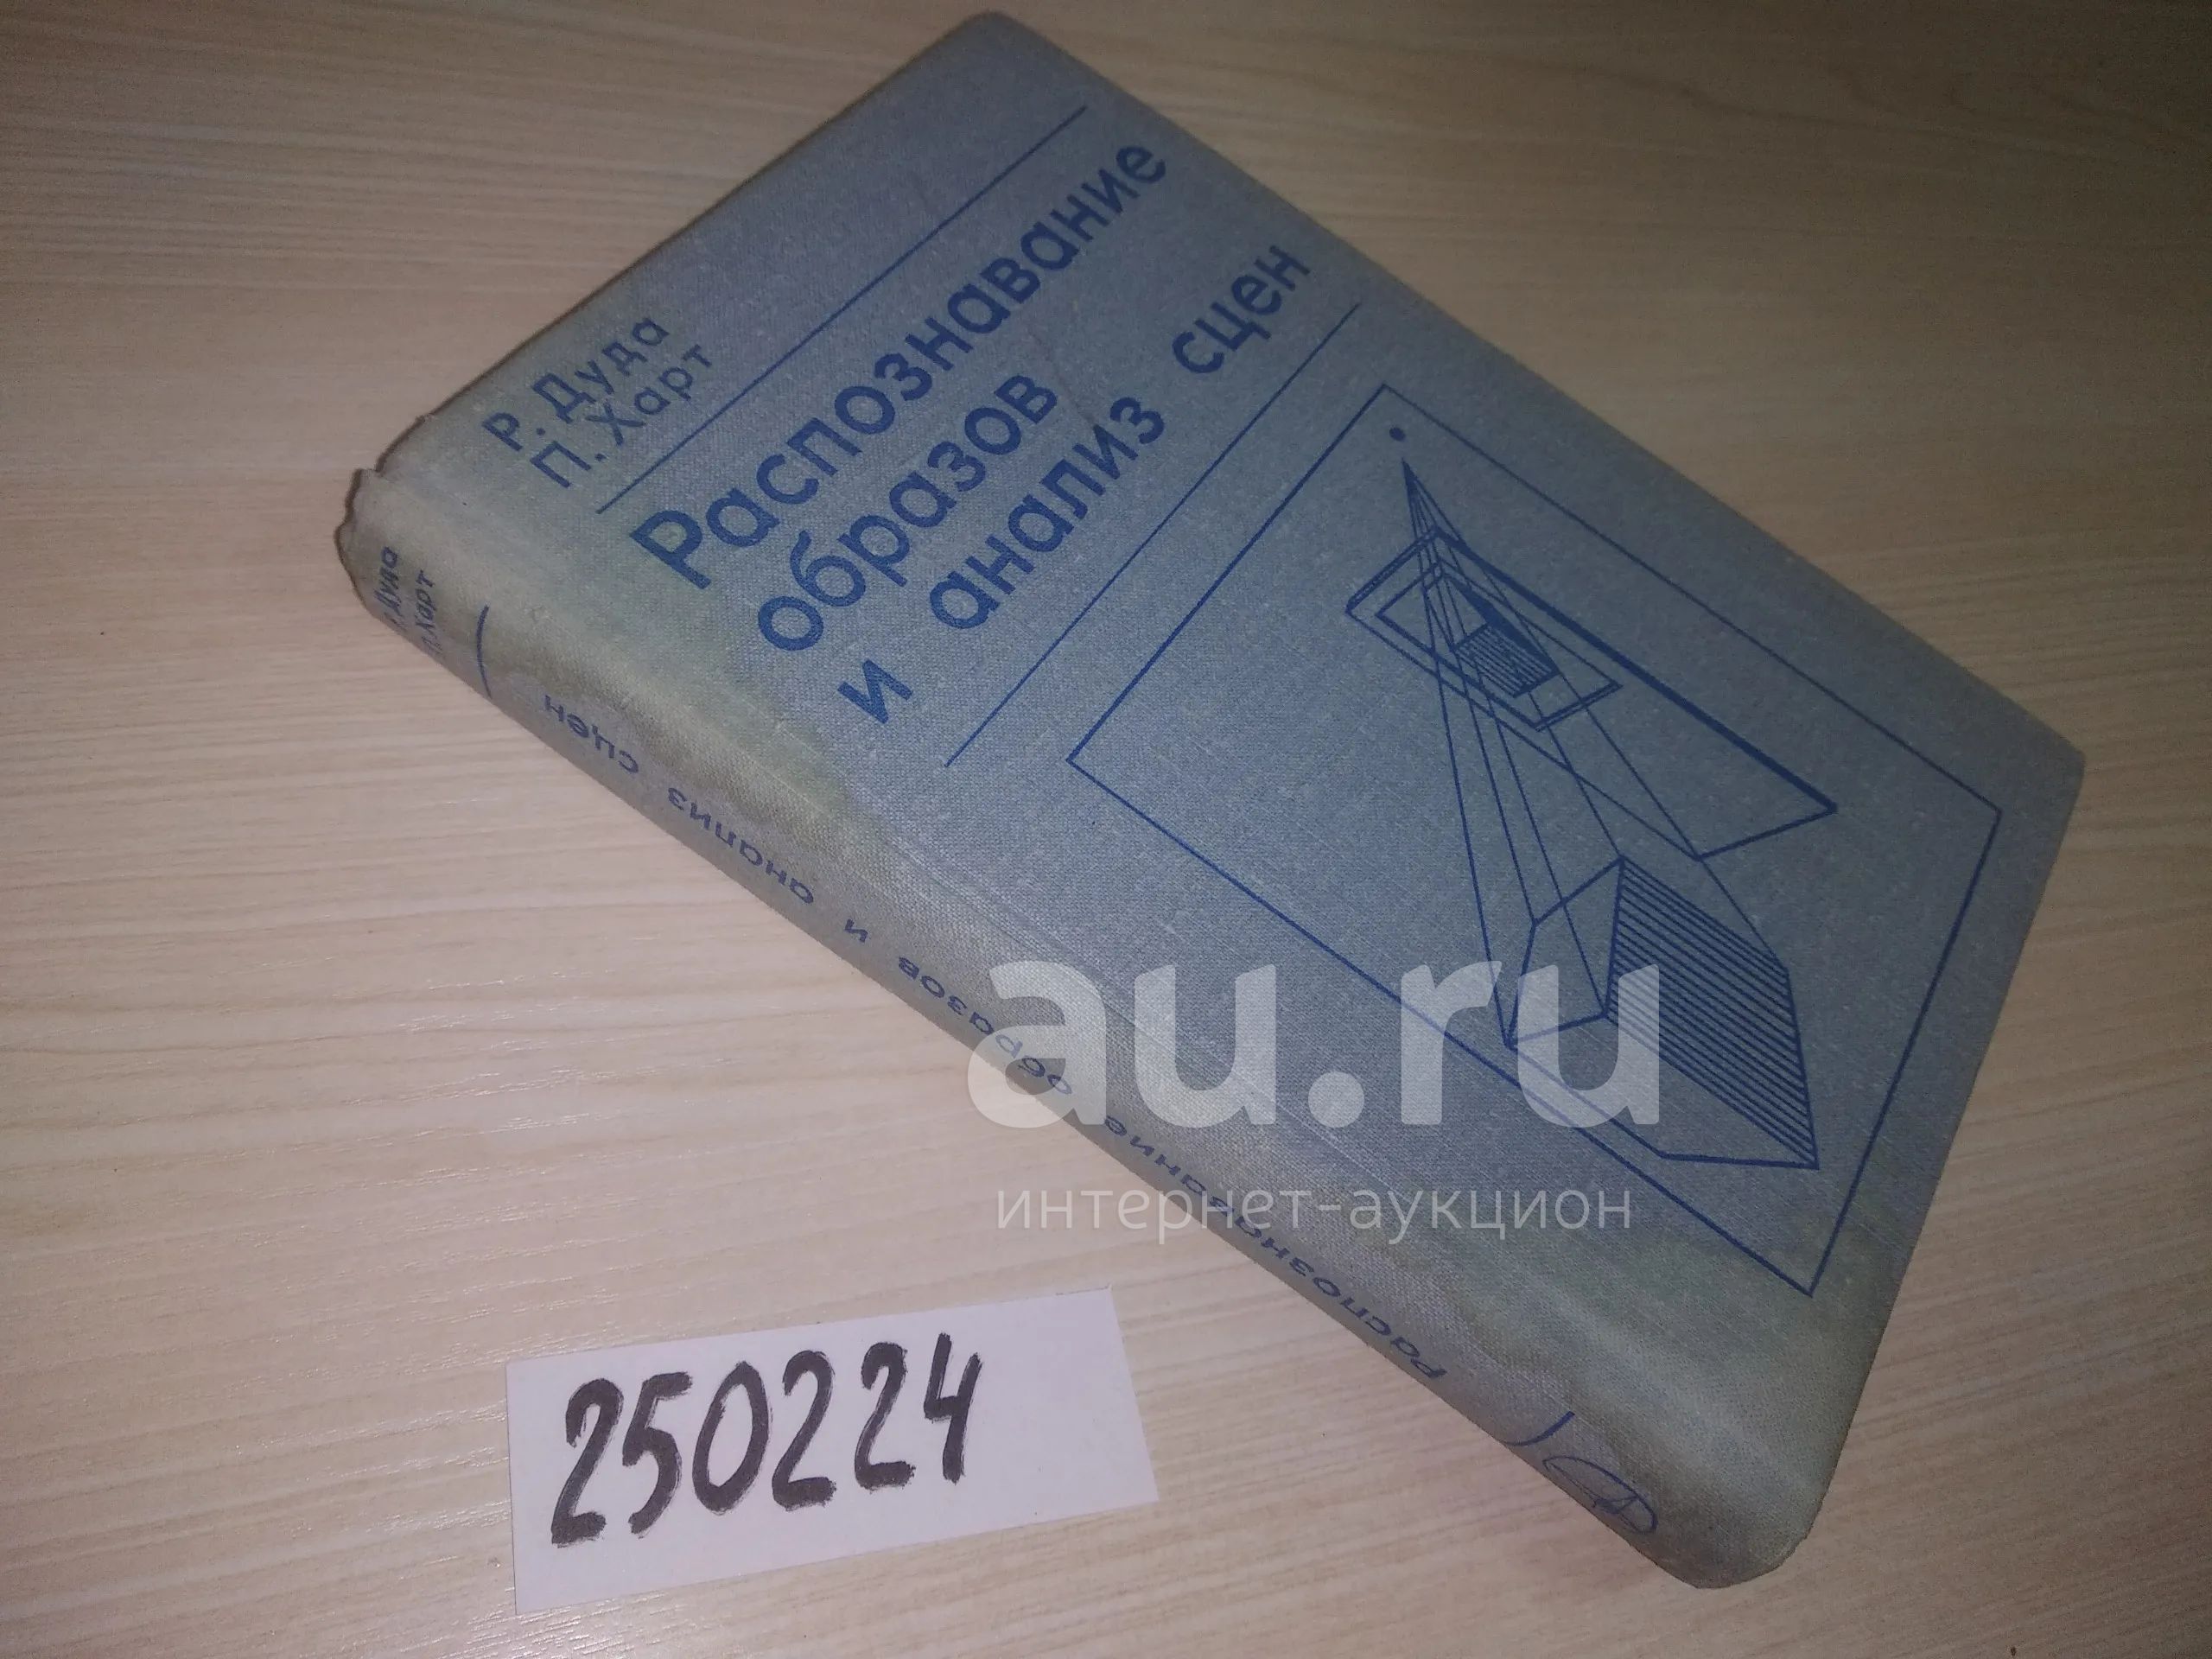 Р. Дуда
П. Харт
Распознавание
образов
и анализ сцен
Р. Дуда
П. Харт
Распознавание образов и анализ сцен
au.ru
интернет-аукцион
250224